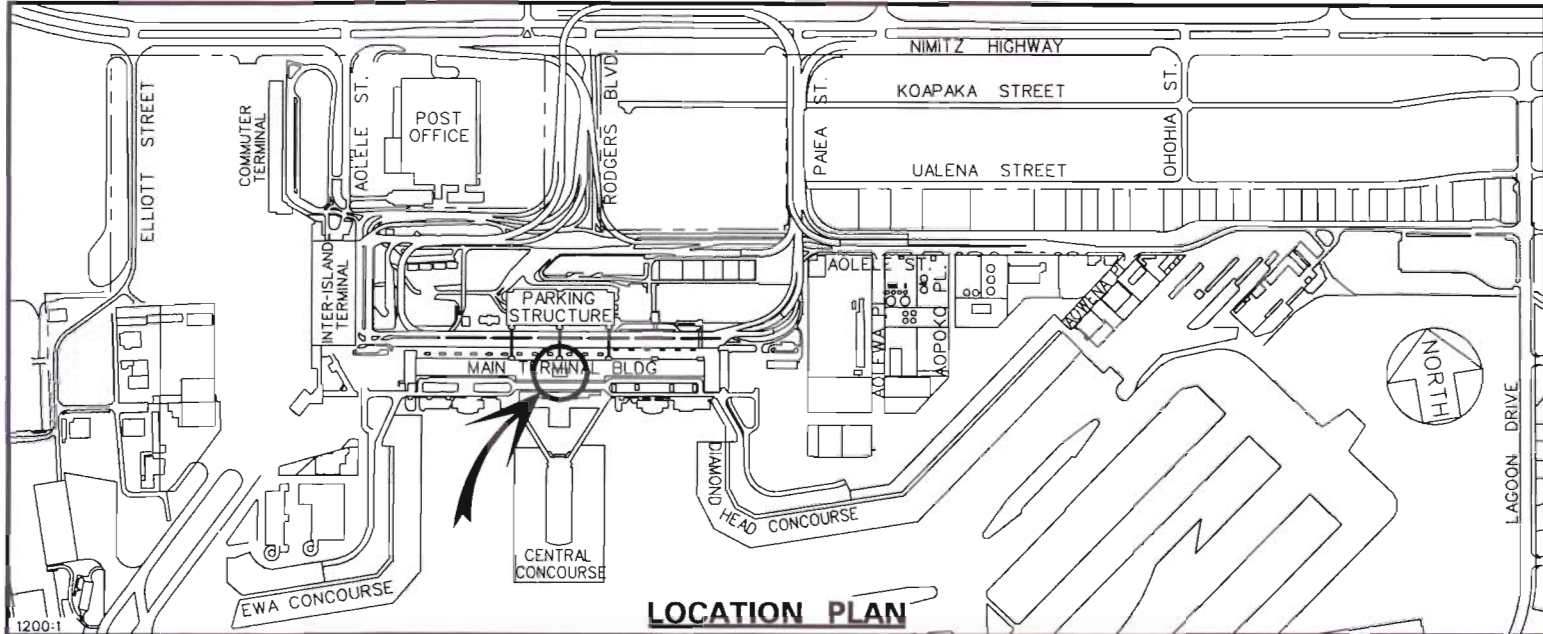 NIMITZ HIGHWAY
KOAPAKA STREET
UALENA STREET
ELLIOTT STREET
COMMUTER
TERMINAL
AOLELE ST.
POST
OFFICE
RODGERS BLVD.
PAIEA ST.
OHOHIA ST.
INTER-ISLAND
TERMINAL
PARKING
STRUCTURE
MAIN TERMINAL BLDG
AOLELE ST.
AOLEWA PL
AOPOKO PL
AOWENA
NORTH
LAGOON DRIVE
DIAMOND
HEAD CONCOURSE
CENTRAL
CONCOURSE
EWA CONCOURSE
LOCATION PLAN
1200:1